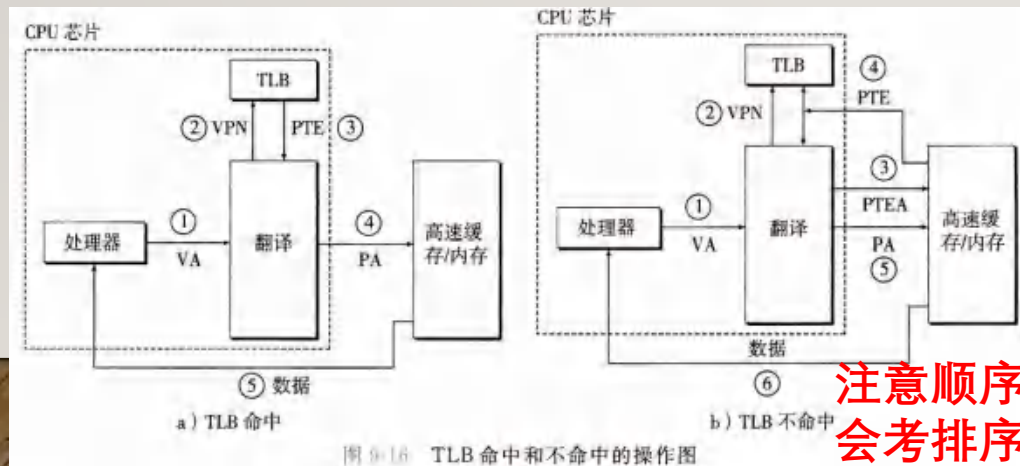 CPU 芯片
TLB
② VPN
PTE ③
处理器
①
VA
翻译
④
PA
高速缓
存/内存
⑤ 数据
a）TLB 命中
CPU 芯片
TLB
④
PTE
② VPN
处理器
①
VA
翻译
③
PTEA
PA
⑤
高速缓
存/内存
数据
⑥
b）TLB 不命中
注意顺序
会考排序
图 9-16 TLB 命中和不命中的操作图